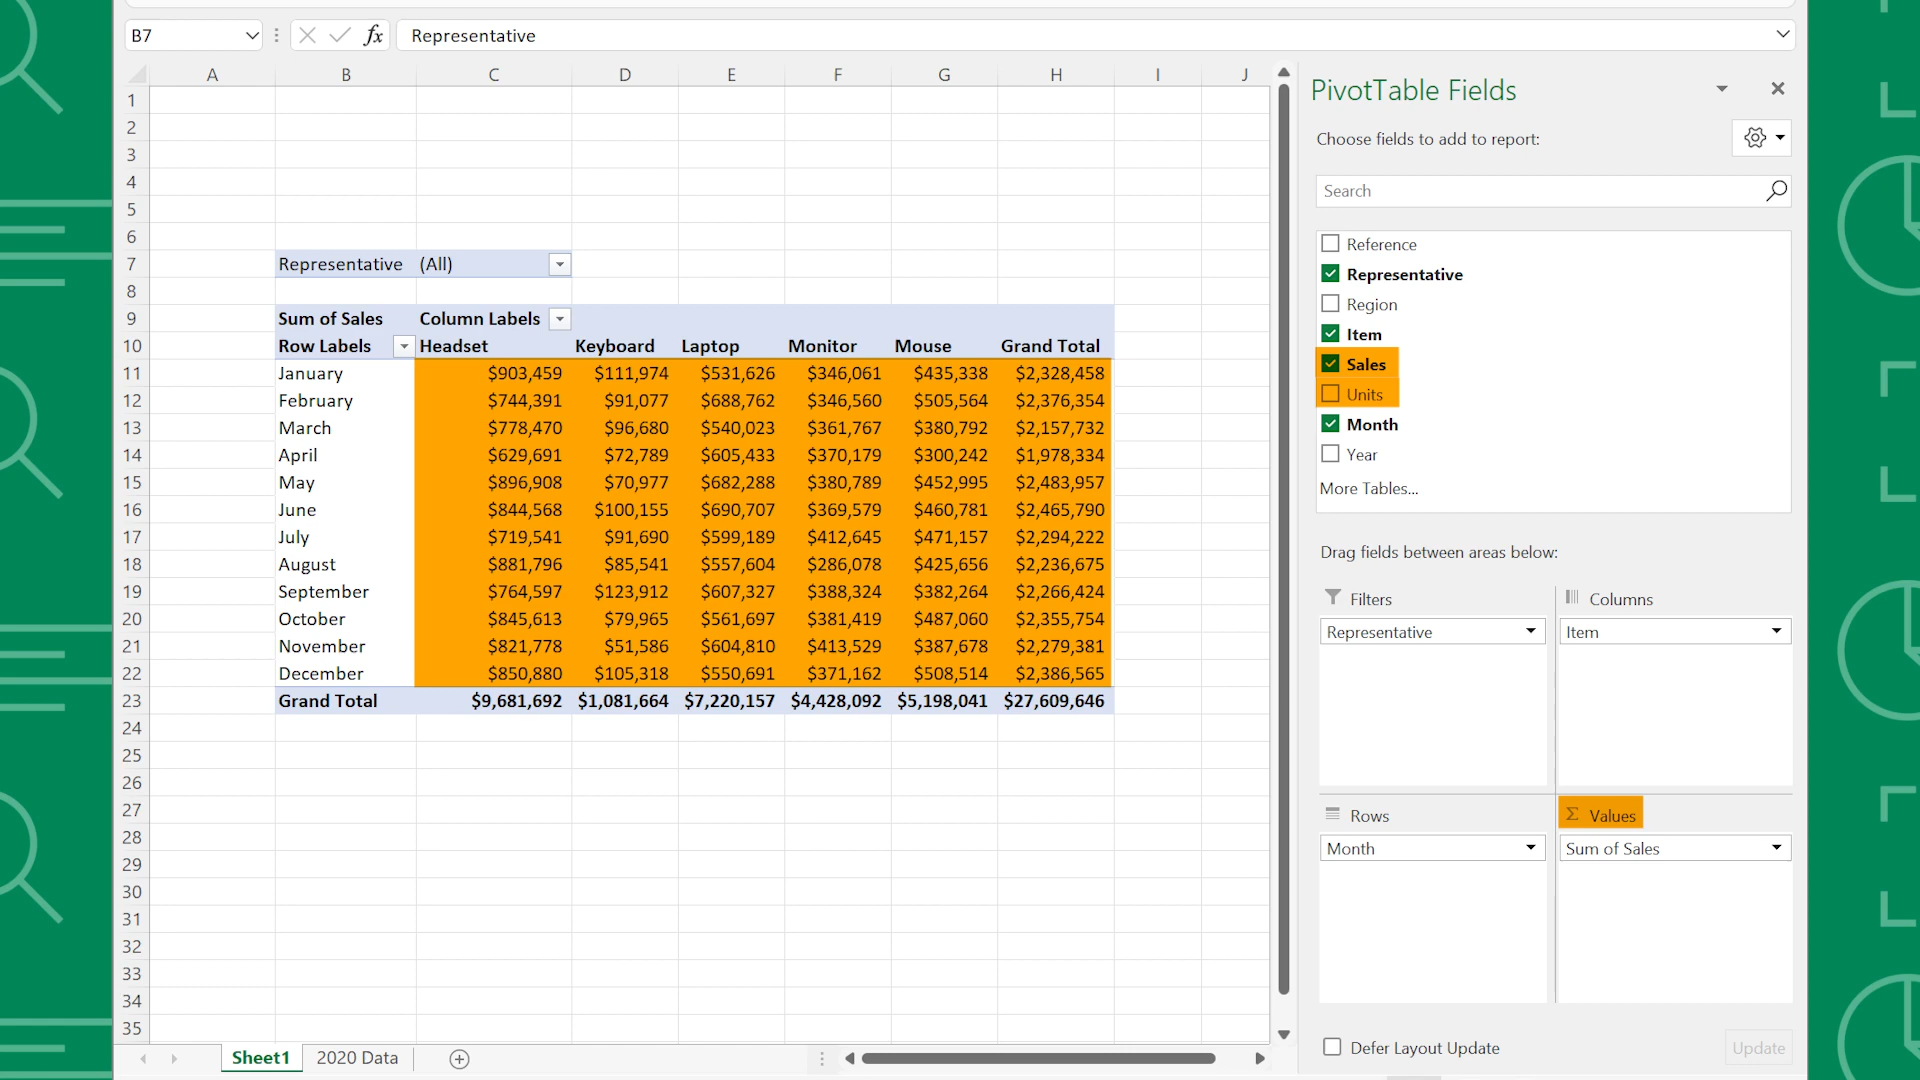 B7 fx Representative
A B C D E F G H I J
1
2
3
4
5
6
7 Representative (All)
8
9 Sum of Sales Column Labels
10 Row Labels Headset Keyboard Laptop Monitor Mouse Grand Total
11 January $903,459 $111,974 $531,626 $346,061 $435,338 $2,328,458
12 February $744,391 $91,077 $688,762 $346,560 $505,564 $2,376,354
13 March $778,470 $96,680 $540,023 $361,767 $380,792 $2,157,732
14 April $629,691 $72,789 $605,433 $370,179 $300,242 $1,978,334
15 May $896,908 $70,977 $682,288 $380,789 $452,995 $2,483,957
16 June $844,568 $100,155 $690,707 $369,579 $460,781 $2,465,790
17 July $719,541 $91,690 $599,189 $412,645 $471,157 $2,294,222
18 August $881,796 $85,541 $557,604 $286,078 $425,656 $2,236,675
19 September $764,597 $123,912 $607,327 $388,324 $382,264 $2,266,424
20 October $845,613 $79,965 $561,697 $381,419 $487,060 $2,355,754
21 November $821,778 $51,586 $604,810 $413,529 $387,678 $2,279,381
22 December $850,880 $105,318 $550,691 $371,162 $508,514 $2,386,565
23 Grand Total $9,681,692 $1,081,664 $7,220,157 $4,428,092 $5,198,041 $27,609,646
24
25
26
27
28
29
30
31
32
33
34
35
Sheet1 2020 Data
PivotTable Fields
Choose fields to add to report:
Search
Reference
Representative
Region
Item
Sales
Units
Month
Year
More Tables...
Drag fields between areas below:
Filters
Representative
Columns
Item
Rows
Month
Σ Values
Sum of Sales
Defer Layout Update
Update